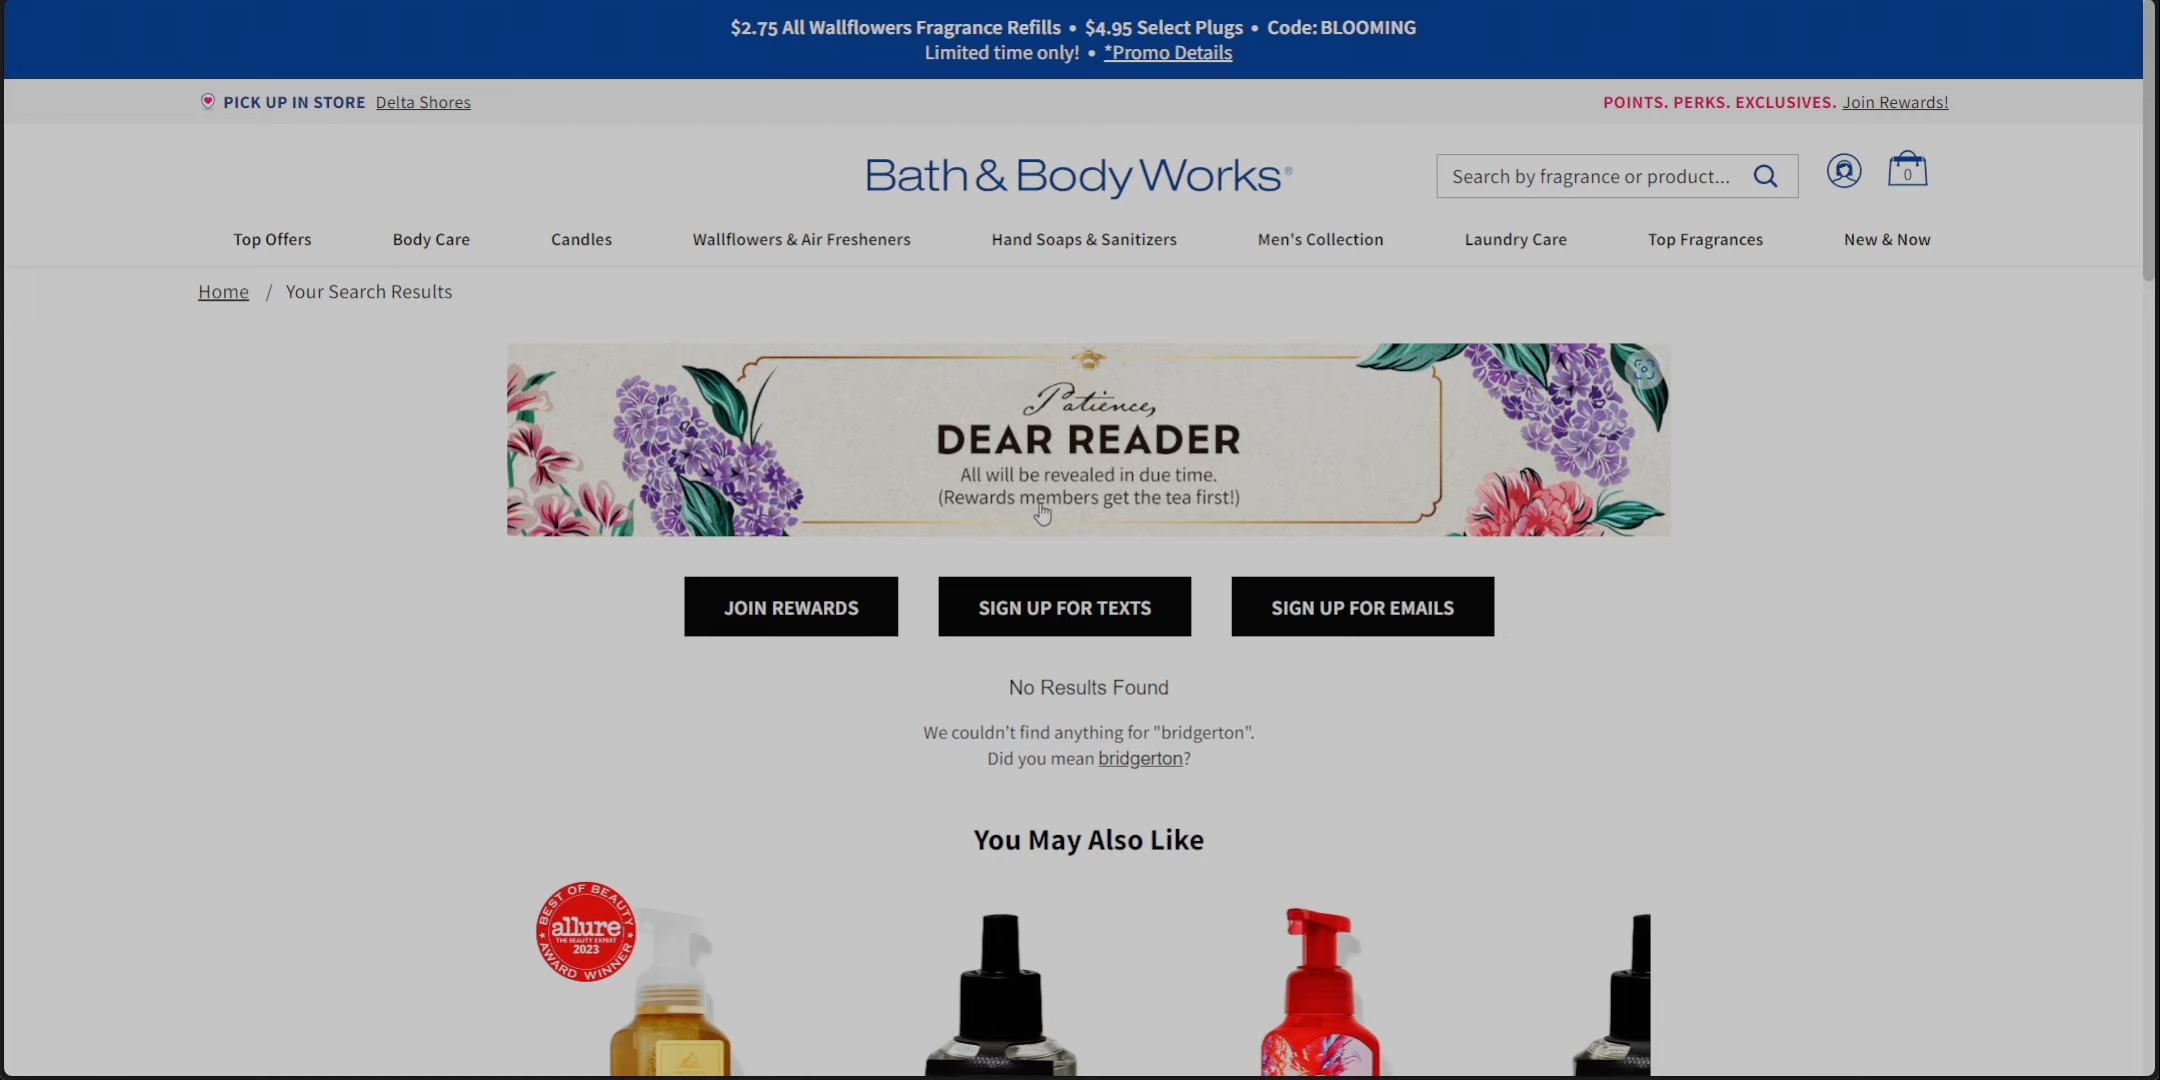 $2.75 All Wallflowers Fragrance Refills • $4.95 Select Plugs • Code: BLOOMING
Limited time only! • *Promo Details
PICK UP IN STORE Delta Shores
POINTS. PERKS. EXCLUSIVES. Join Rewards!
Bath & Body Works®
Search by fragrance or product...
0
Top Offers
Body Care
Candles
Wallflowers & Air Fresheners
Hand Soaps & Sanitizers
Men's Collection
Laundry Care
Top Fragrances
New & Now
Home / Your Search Results
Patience,
DEAR READER
All will be revealed in due time.
(Rewards members get the tea first!)
JOIN REWARDS
SIGN UP FOR TEXTS
SIGN UP FOR EMAILS
No Results Found
We couldn't find anything for "bridgerton".
Did you mean bridgerton?
You May Also Like
BEST OF BEAUTY
allure
THE BEAUTY EXPERT
2023
AWARD WINNER